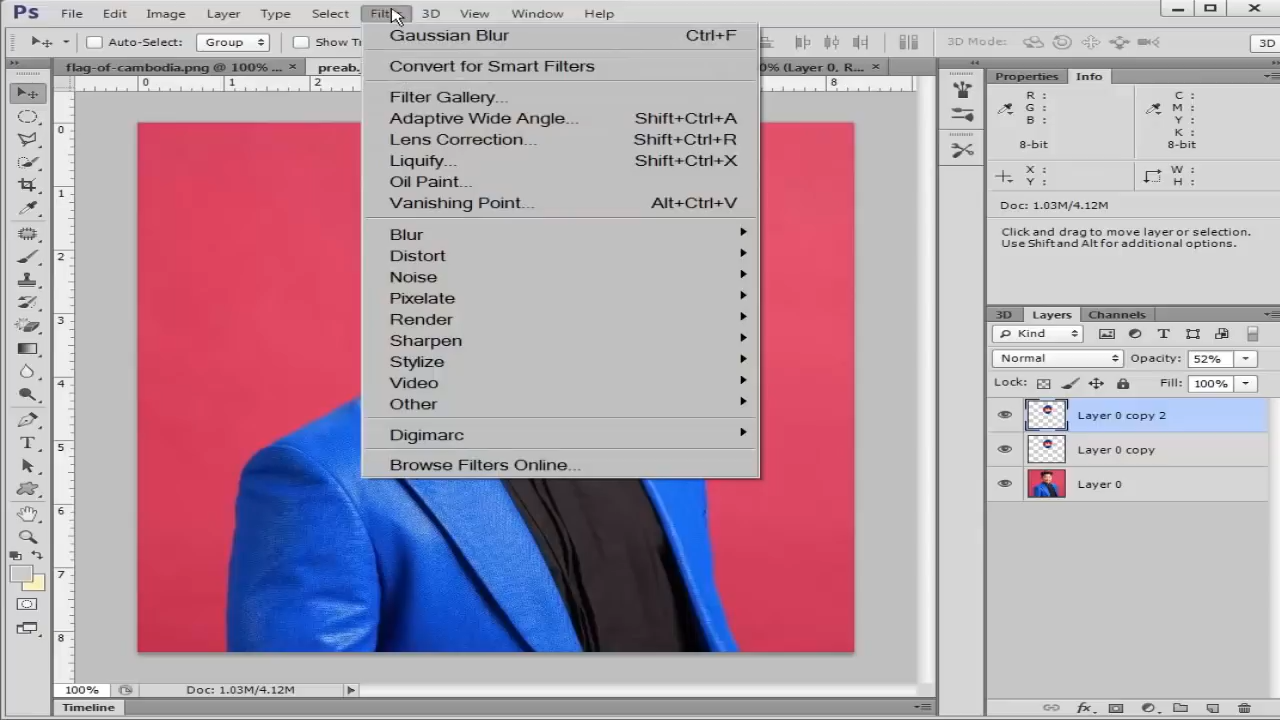 Ps File Edit Image Layer Type Select Filt 3D View Window Help
Auto-Select: Group Show Tr 3D Mode: 3D
flag-of-cambodia.png @ 100% ... × preab. 0% (Layer 0, R... ×
0 1 2 8
0
1
2
3
4
5
6
7
8
Gaussian Blur Ctrl+F
Convert for Smart Filters
Filter Gallery...
Adaptive Wide Angle... Shift+Ctrl+A
Lens Correction... Shift+Ctrl+R
Liquify... Shift+Ctrl+X
Oil Paint...
Vanishing Point... Alt+Ctrl+V
Blur
Distort
Noise
Pixelate
Render
Sharpen
Stylize
Video
Other
Digimarc
Browse Filters Online...
Properties Info
R : C :
G : M :
B : Y :
K :
8-bit 8-bit
X : W :
Y : H :
Doc: 1.03M/4.12M
Click and drag to move layer or selection.
Use Shift and Alt for additional options.
3D Layers Channels
Kind
Normal Opacity: 52%
Lock: Fill: 100%
Layer 0 copy 2
Layer 0 copy
Layer 0
fx
100% Doc: 1.03M/4.12M
Timeline